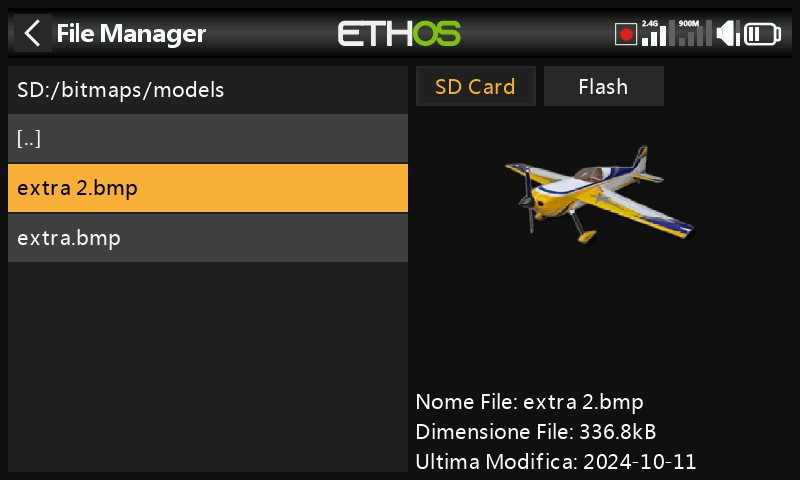 File Manager
ETHOS
2.4G
900M
SD:/bitmaps/models
SD Card
Flash
[..]
extra 2.bmp
extra.bmp
Nome File: extra 2.bmp
Dimensione File: 336.8kB
Ultima Modifica: 2024-10-11